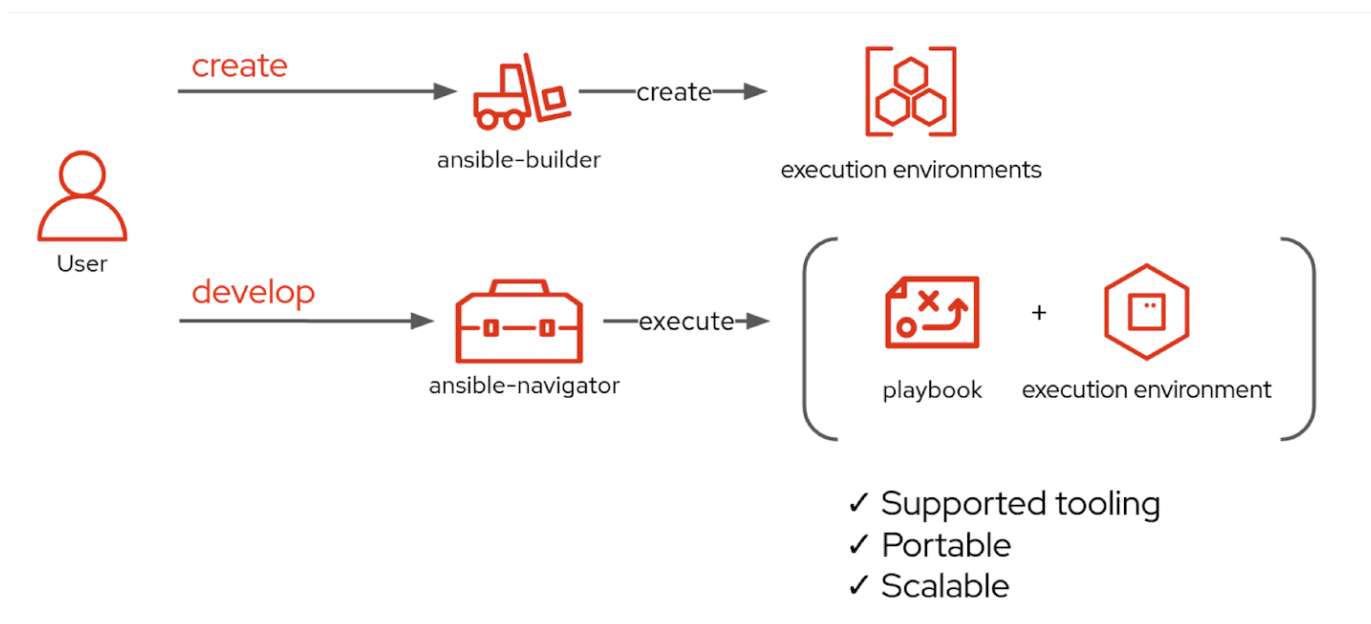 create
create
ansible-builder
execution environments
User
develop
execute
ansible-navigator
playbook
+
execution environment
✓ Supported tooling
✓ Portable
✓ Scalable